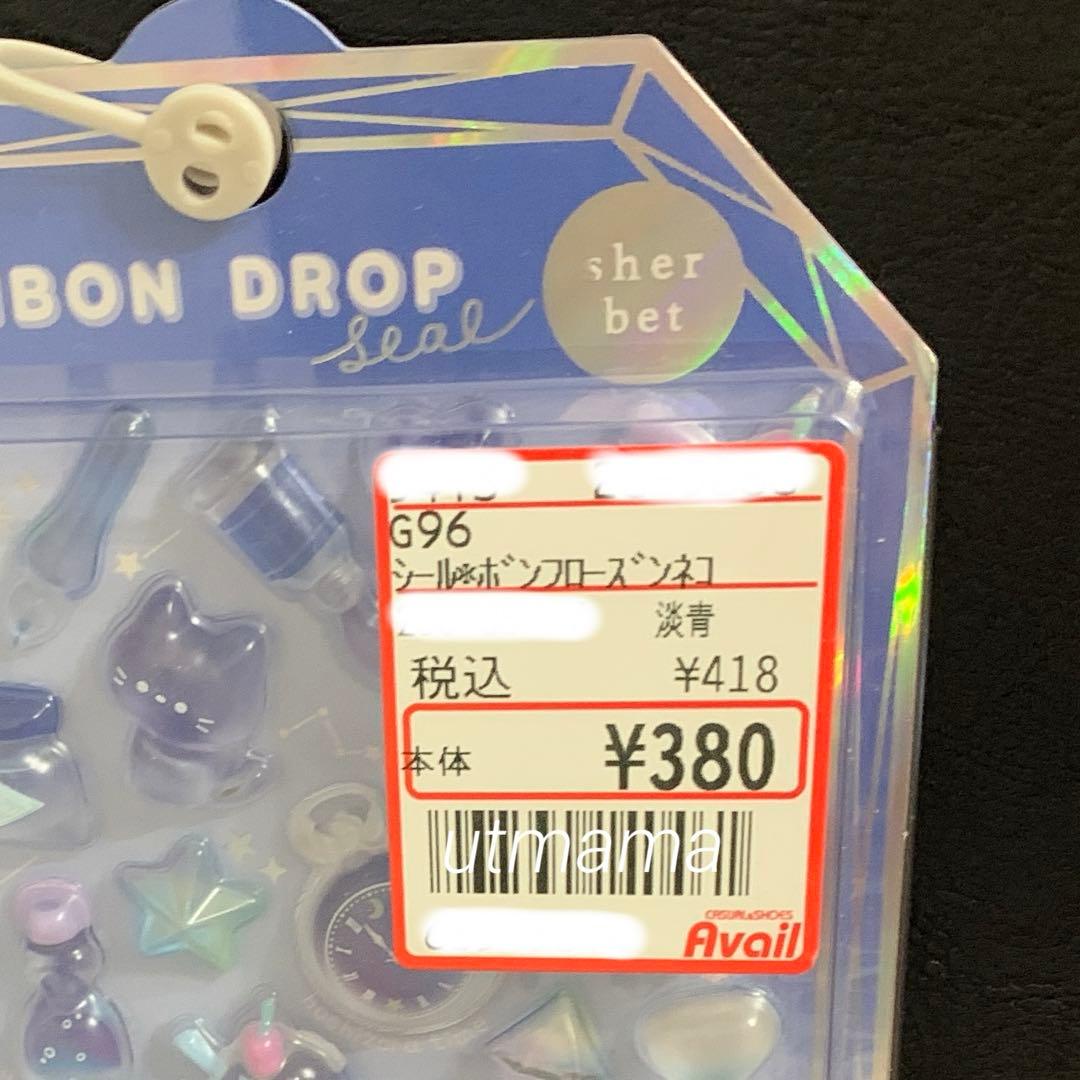 BON DROP
seal
sher
bet
G96
シール*ボンフローズンネコ
淡青
税込 ¥418
本体 ¥380
utmama
CASUAL&SHOES
Avail